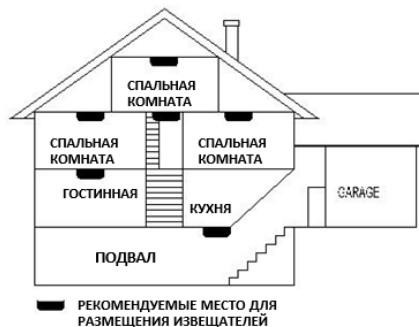 СПАЛЬНАЯ
КОМНАТА
СПАЛЬНАЯ
КОМНАТА
СПАЛЬНАЯ
КОМНАТА
ГОСТИННАЯ
КУХНЯ
GARAGE
ПОДВАЛ
РЕКОМЕНДУЕМЫЕ МЕСТО ДЛЯ
РАЗМЕЩЕНИЯ ИЗВЕЩАТЕЛЕЙ